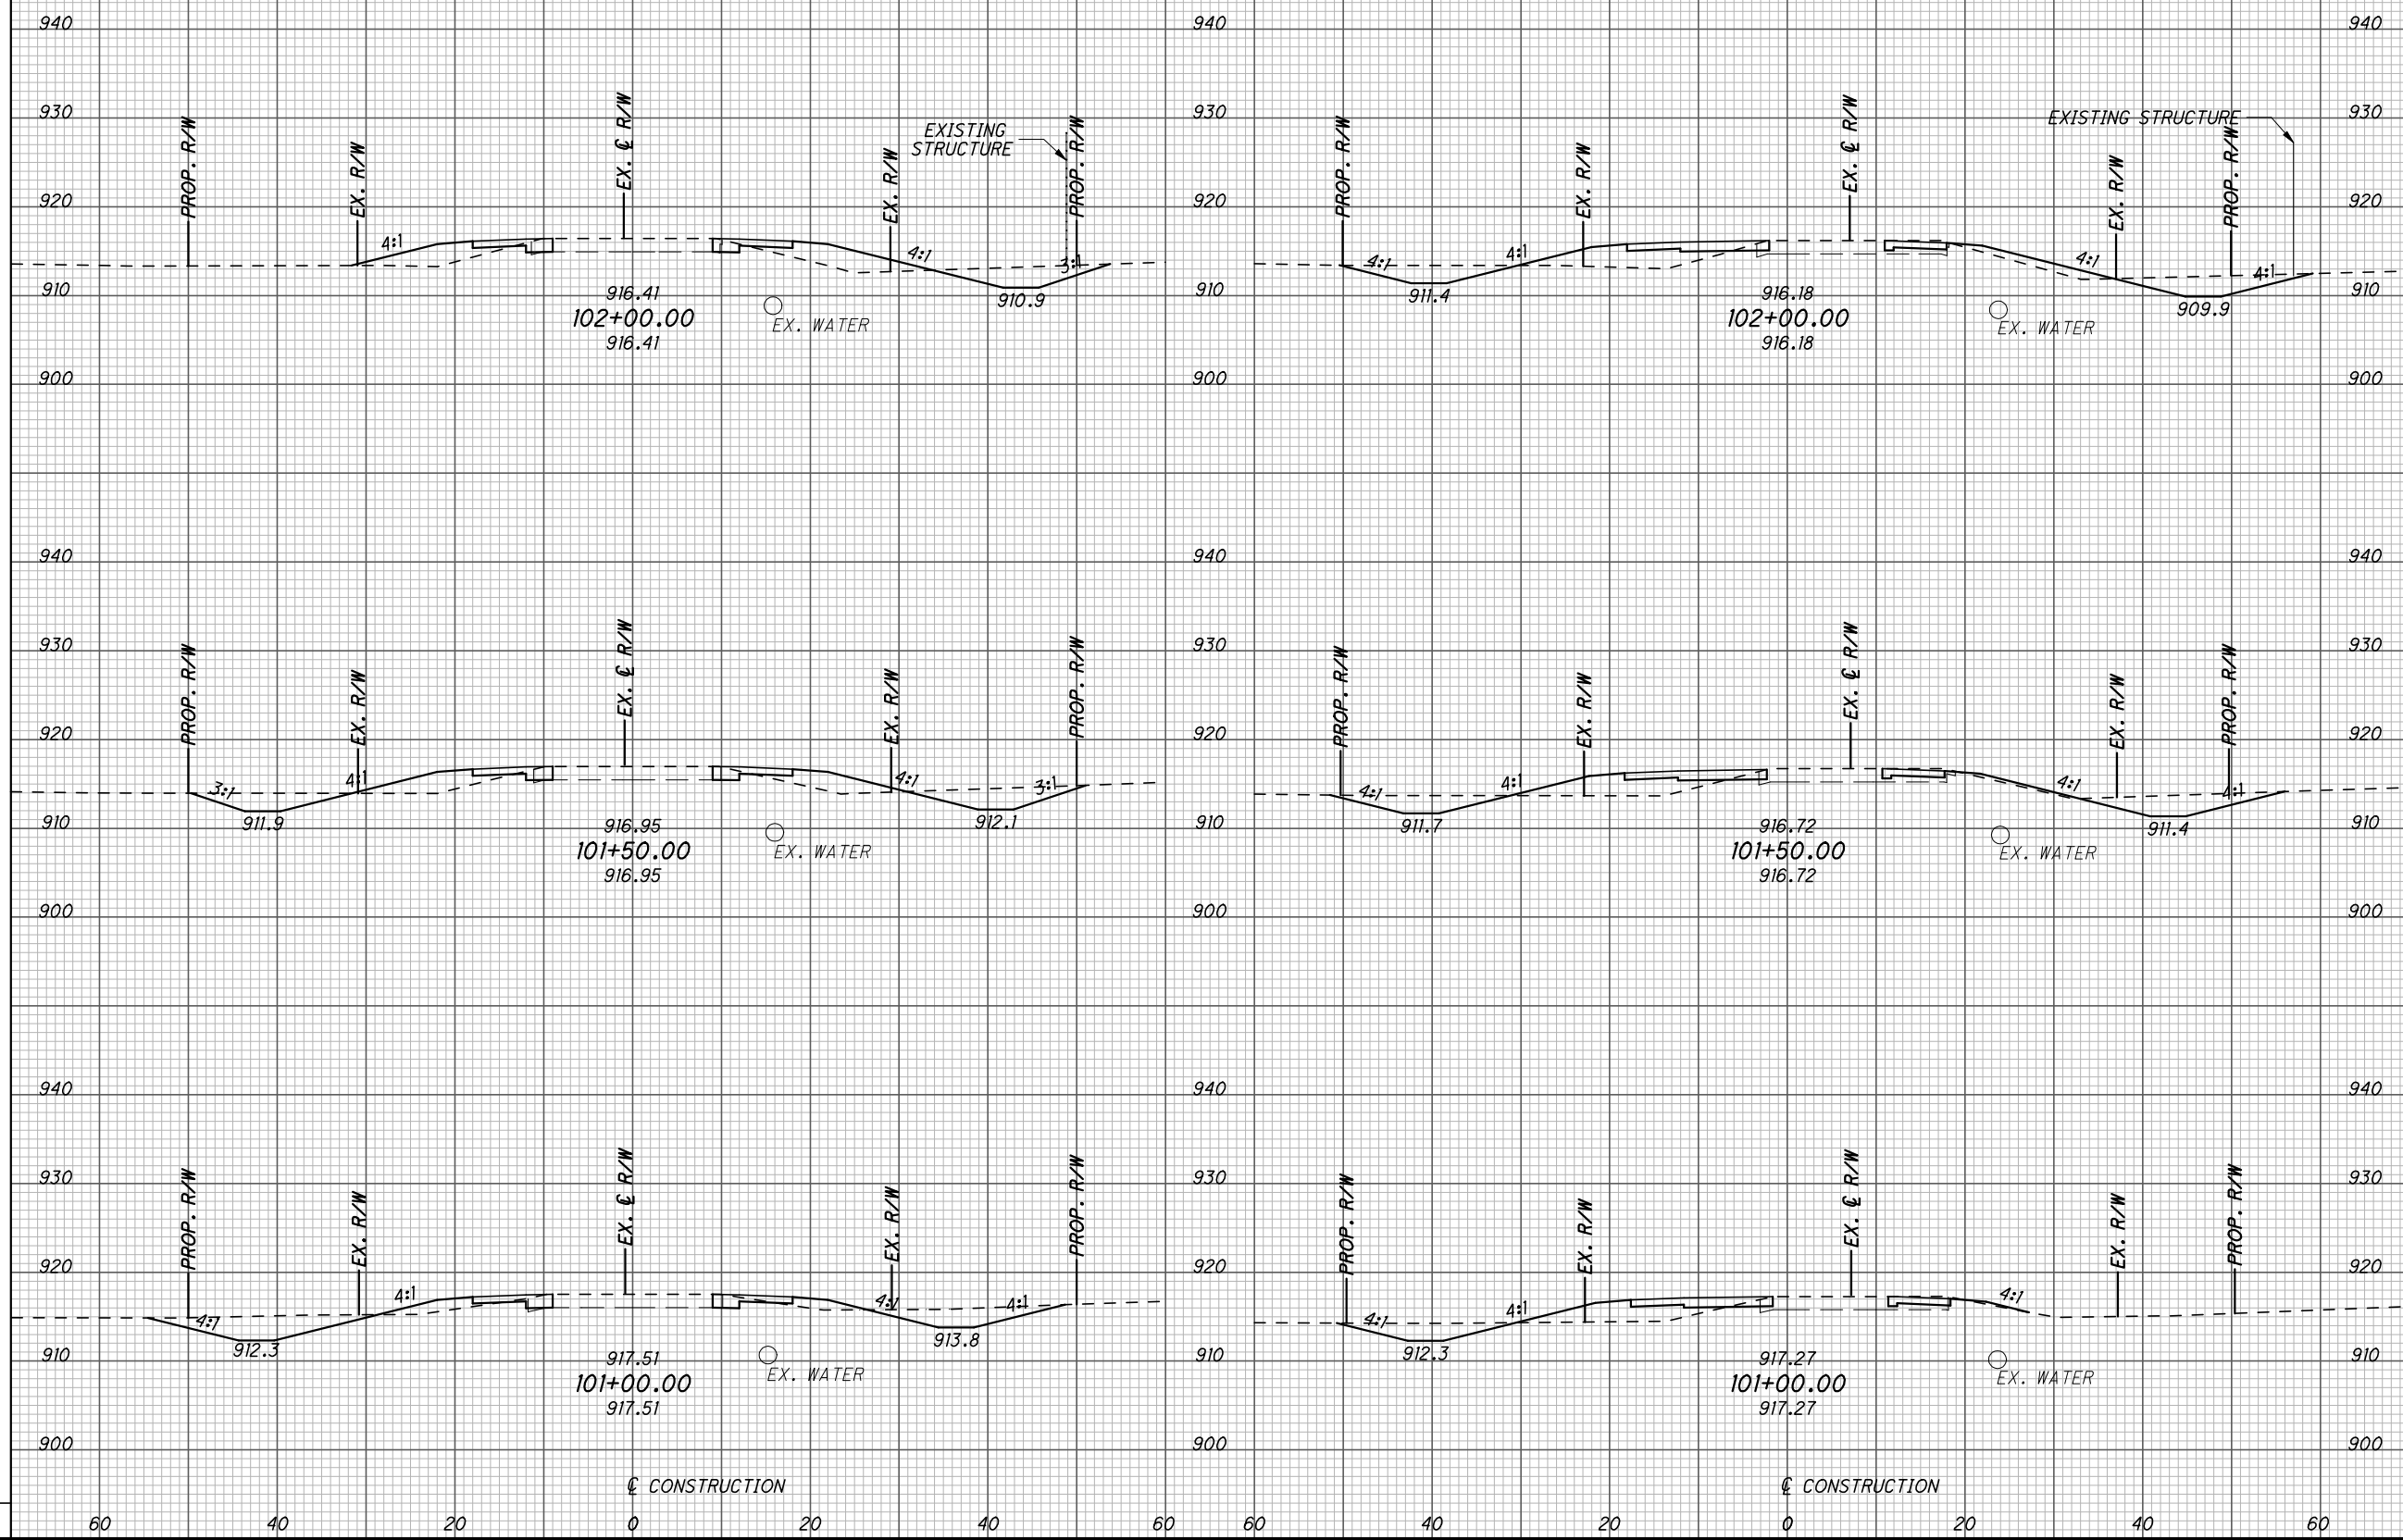 940 940 940
930 930 930
PROP. R/W
EX. R/W
EX. ℄ R/W
EX. R/W
EXISTING
STRUCTURE
PROP. R/W
PROP. R/W
EX. R/W
EX. ℄ R/W
EX. R/W
EXISTING STRUCTURE
PROP. R/W
920 920 920
4:1 4:1 3:1
4:1 4:1 4:1 4:1
910 910 910
910.9
911.4
909.9
916.41
102+00.00
916.41
EX. WATER
916.18
102+00.00
916.18
EX. WATER
900 900 900
940 940 940
930 930 930
PROP. R/W
EX. R/W
EX. ℄ R/W
EX. R/W
PROP. R/W
PROP. R/W
EX. R/W
EX. ℄ R/W
EX. R/W
PROP. R/W
920 920 920
3:1 4:1 4:1 3:1
4:1 4:1 4:1 4:1
910 910 910
911.9
912.1
911.7
911.4
916.95
101+50.00
916.95
EX. WATER
916.72
101+50.00
916.72
EX. WATER
900 900 900
940 940 940
930 930 930
PROP. R/W
EX. R/W
EX. ℄ R/W
EX. R/W
PROP. R/W
PROP. R/W
EX. R/W
EX. ℄ R/W
EX. R/W
PROP. R/W
920 920 920
4:1 4:1 4:1 4:1
4:1 4:1 4:1
910 910 910
912.3
913.8
912.3
917.51
101+00.00
917.51
EX. WATER
917.27
101+00.00
917.27
EX. WATER
900 900 900
℄ CONSTRUCTION
℄ CONSTRUCTION
60 40 20 0 20 40 60 60 40 20 0 20 40 60